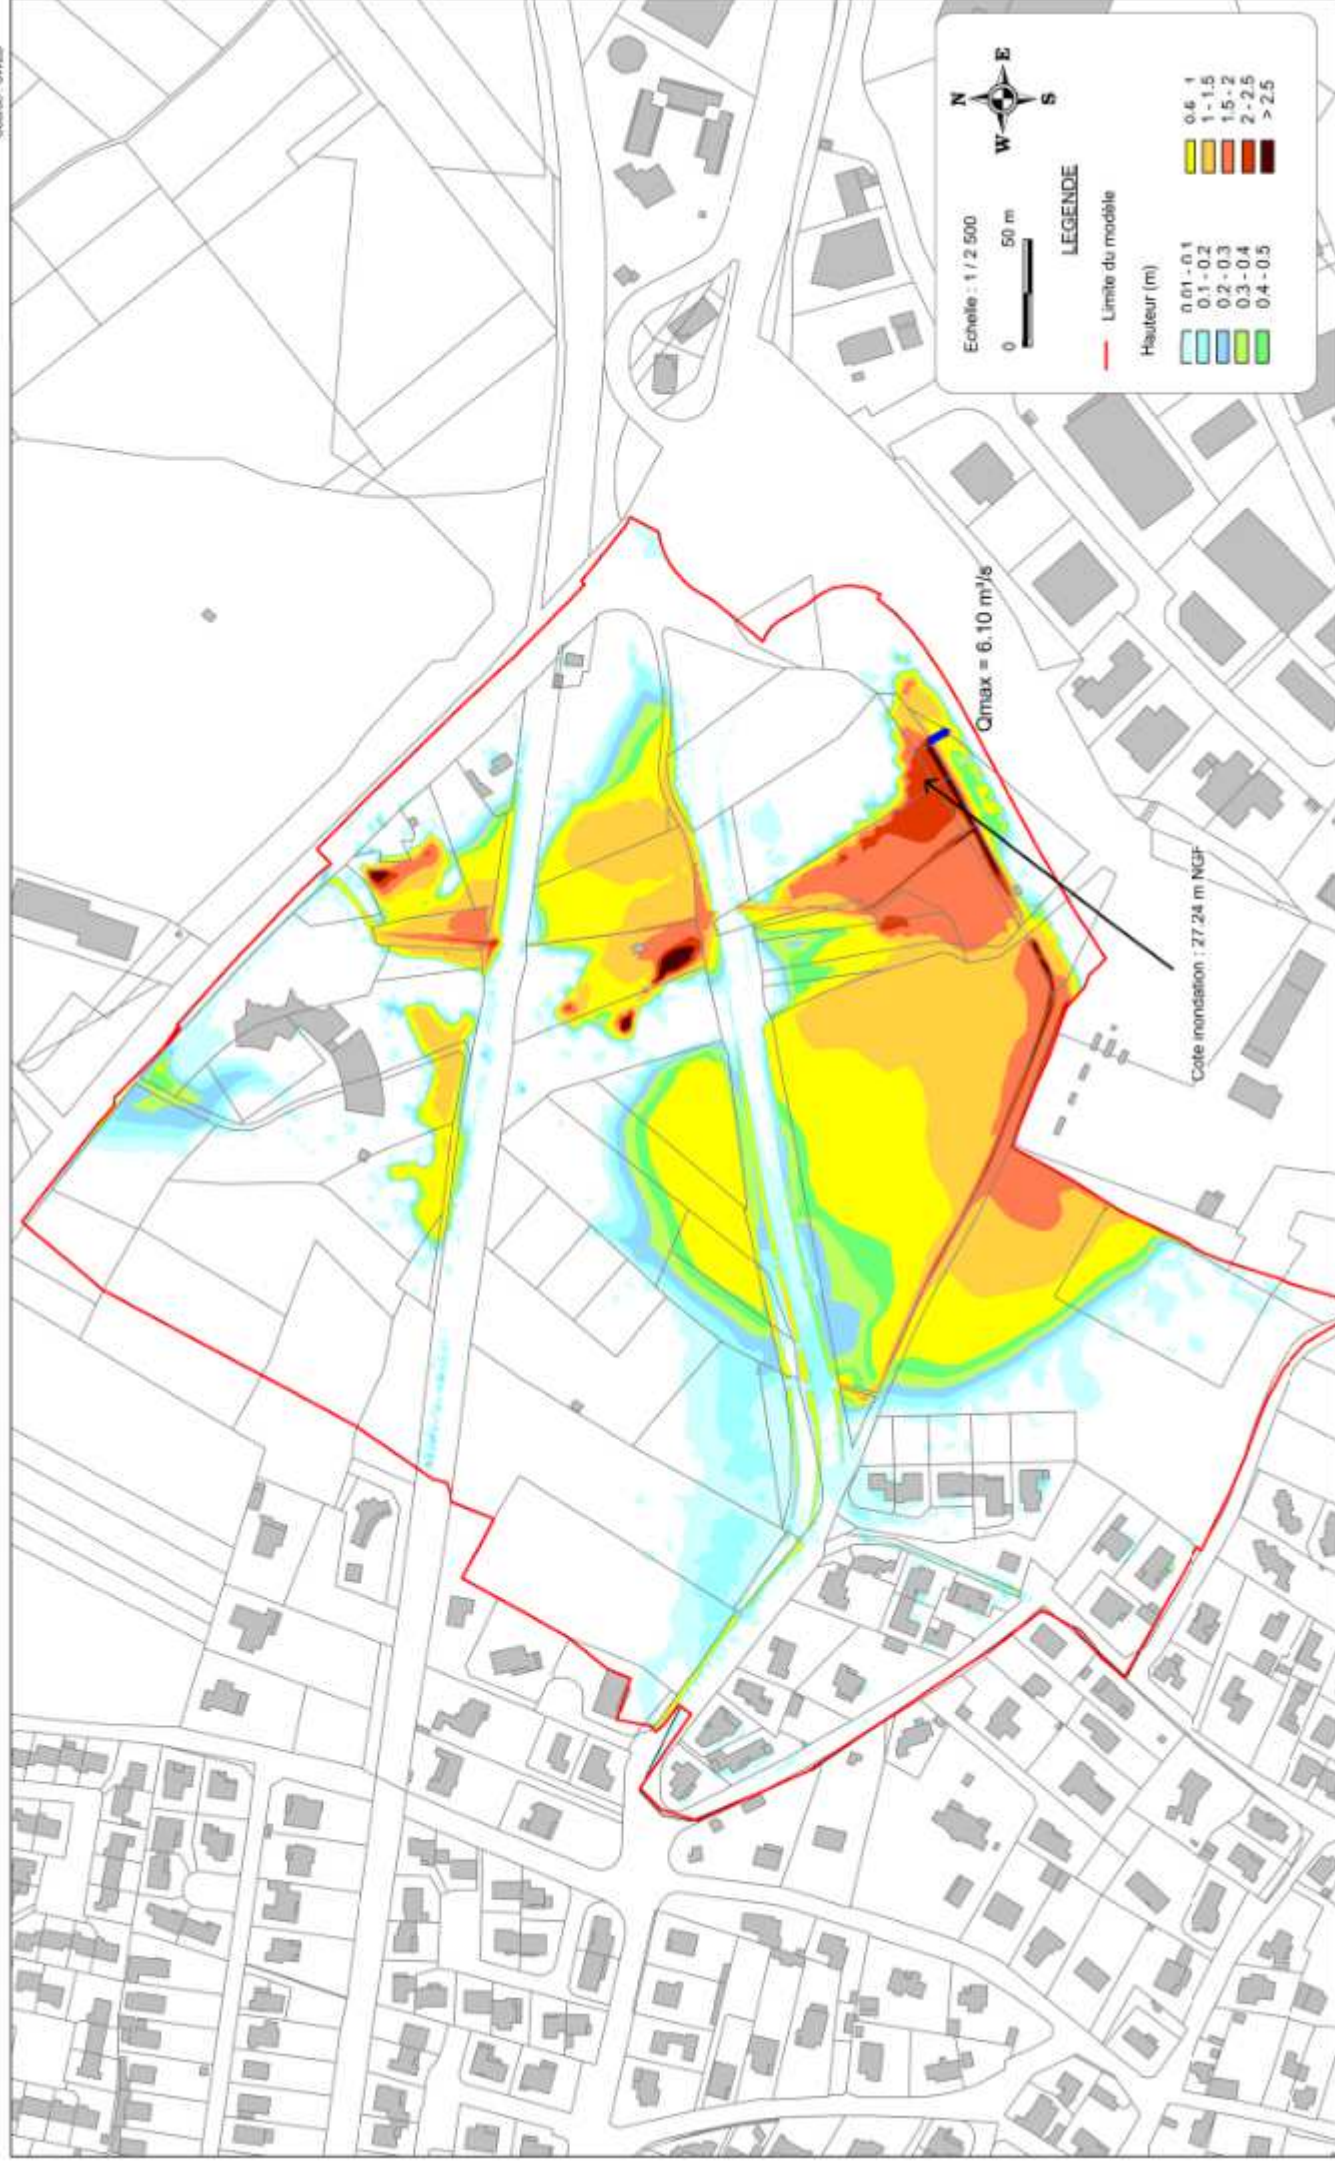 N
W
E
S
Echelle : 1 / 2 500
0
50 m
LEGENDE
Limite du modèle
Hauteur (m)
0.01 - 0.1
0.1 - 0.2
0.2 - 0.3
0.3 - 0.4
0.4 - 0.5
1
1 - 1.5
1.5 - 2
2 - 2.5
> 2.5
Qmax = 6.10 m³/s
Cote inondation : 27.24 m NGF